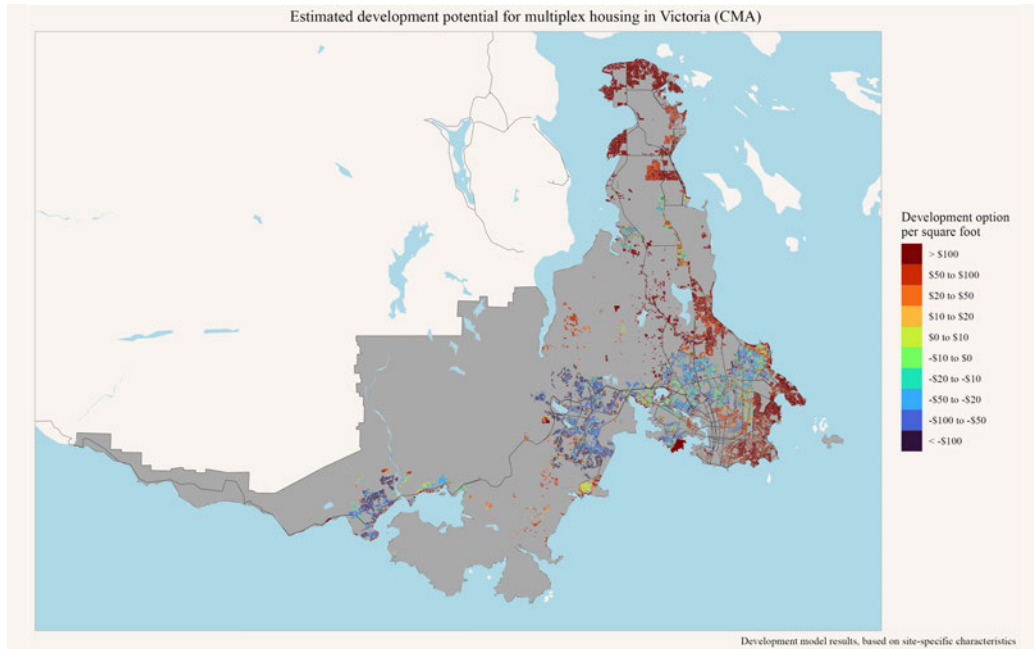 Estimated development potential for multiplex housing in Victoria (CMA)
Development option
per square foot
> $100
$50 to $100
$20 to $50
$10 to $20
$0 to $10
-$10 to $0
-$20 to -$10
-$50 to -$20
-$100 to -$50
< -$100
Development model results, based on site-specific characteristics